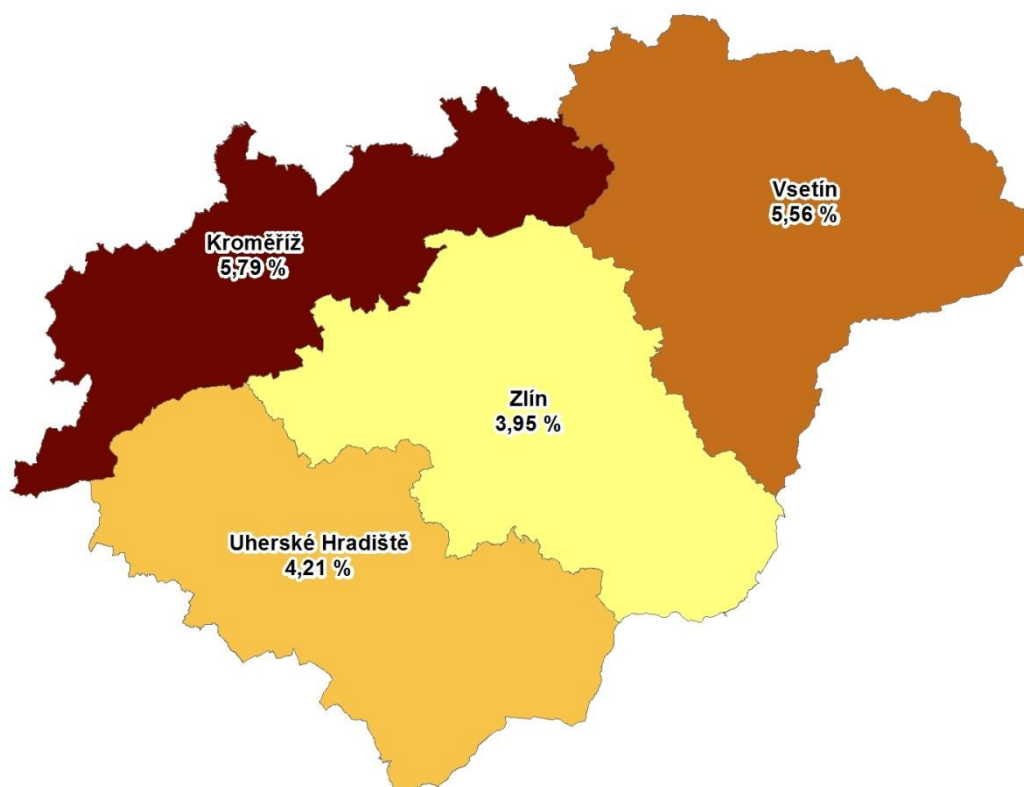 Vsetín
5,56 %
Kroměříž
5,79 %
Zlín
3,95 %
Uherské Hradiště
4,21 %